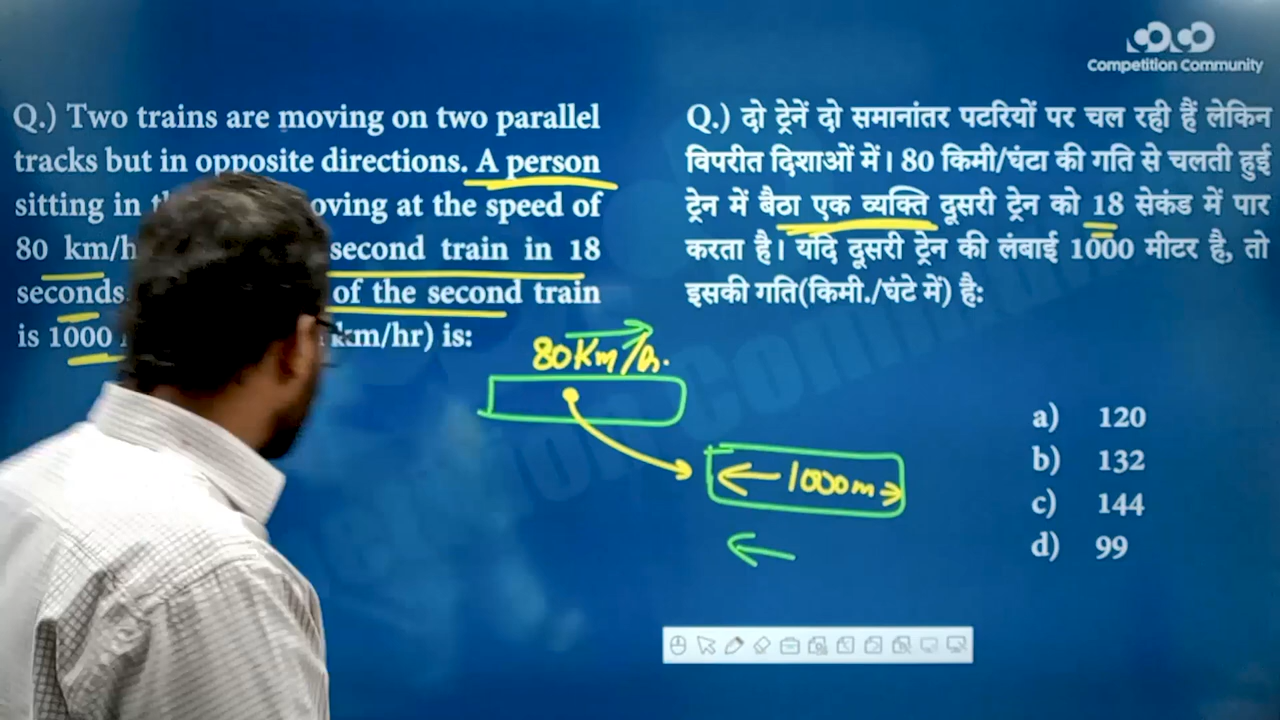 Competition Community
Q.) Two trains are moving on two parallel
tracks but in opposite directions. A person
sitting in oving at the speed of
80 km/h second train in 18
seconds. of the second train
is 1000 km/hr) is:
Q.) दो ट्रेनें दो समानांतर पटरियों पर चल रही हैं लेकिन
विपरीत दिशाओं में। 80 किमी/घंटा की गति से चलती हुई
ट्रेन में बैठा एक व्यक्ति दूसरी ट्रेन को 18 सेकंड में पार
करता है। यदि दूसरी ट्रेन की लंबाई 1000 मीटर है, तो
इसकी गति(किमी./घंटे में) है:
80Km/h.
1000m
a) 120
b) 132
c) 144
d) 99